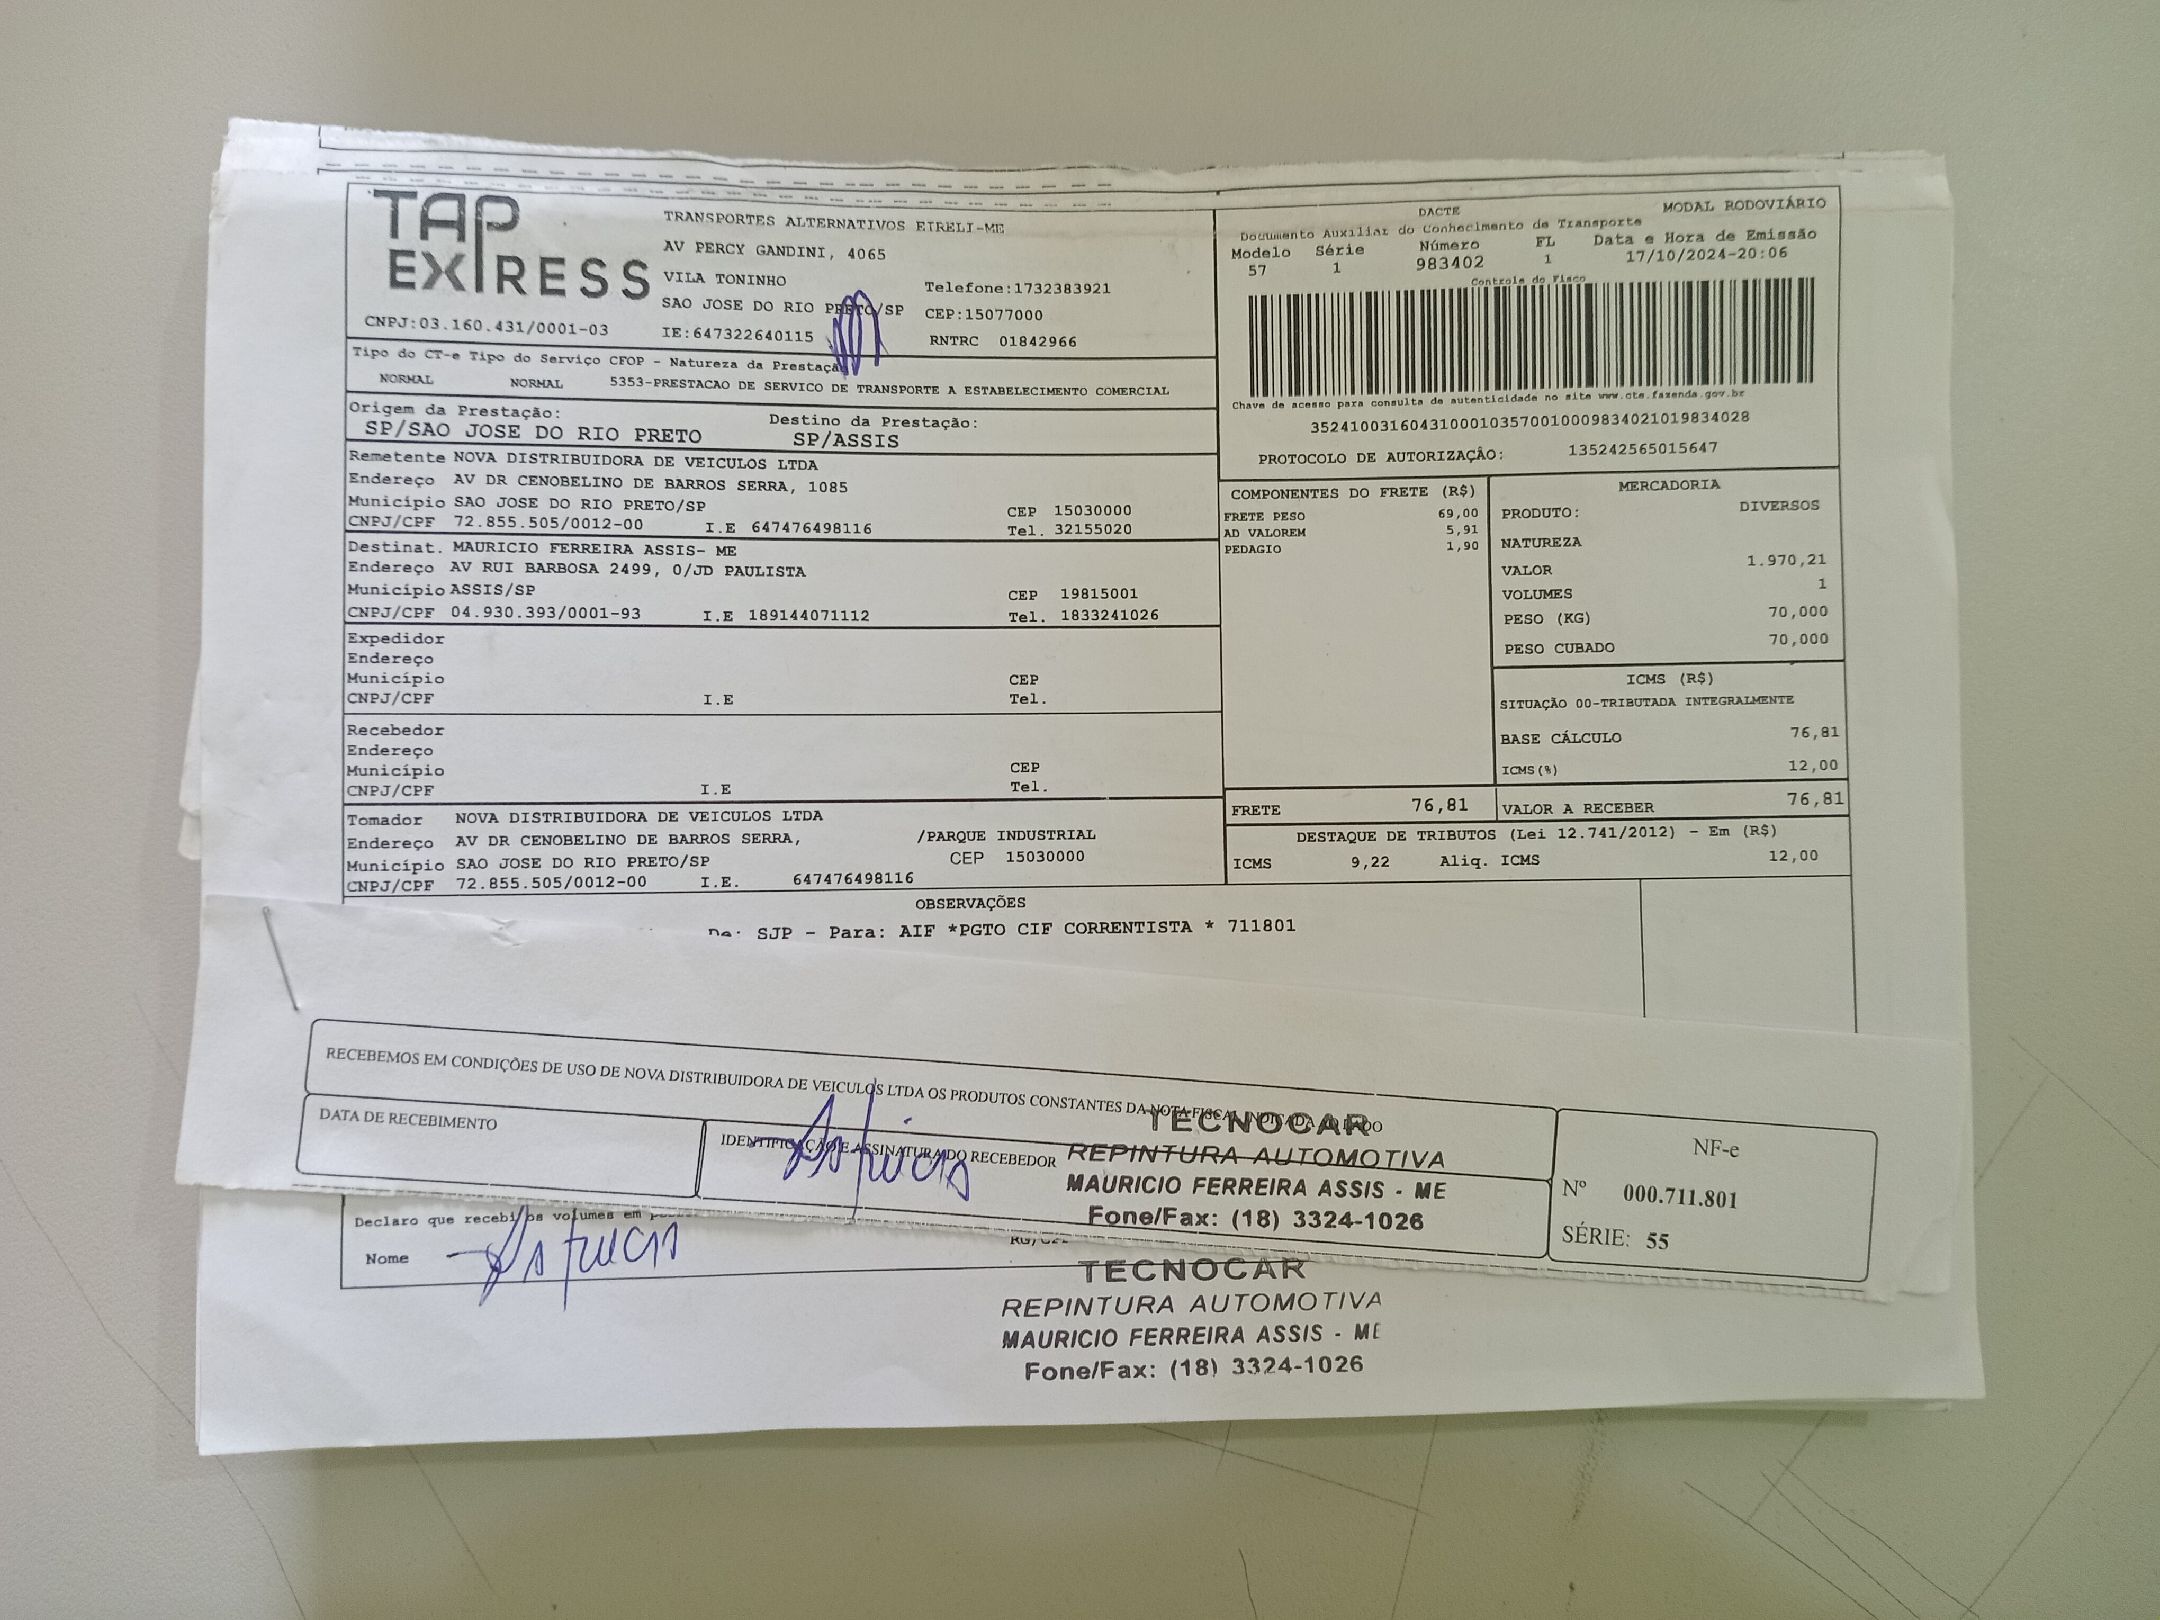 TAP EXPRESS
TRANSPORTES ALTERNATIVOS EIRELI-ME
AV PERCY GANDINI, 4065
VILA TONINHO
Telefone:1732383921
SAO JOSE DO RIO PRETO/SP CEP:15077000
CNPJ:03.160.431/0001-03 IE:647322640115 RNTRC 01842966
DACTE MODAL RODOVIÁRIO
Documento Auxiliar do Conhecimento de Transporte
Modelo Série Número FL Data e Hora de Emissão
57 1 983402 1 17/10/2024-20:06
Controle do Fisco
Chave de acesso para consulta de autenticidade no site www.cte.fazenda.gov.br
35241003160431000103570010009834021019834028
PROTOCOLO DE AUTORIZAÇÃO: 135242565015647
Tipo do CT-e Tipo do Serviço CFOP - Natureza da Prestação
NORMAL NORMAL 5353-PRESTACAO DE SERVICO DE TRANSPORTE A ESTABELECIMENTO COMERCIAL
Origem da Prestação: Destino da Prestação:
SP/SAO JOSE DO RIO PRETO SP/ASSIS
Remetente NOVA DISTRIBUIDORA DE VEICULOS LTDA
Endereço AV DR CENOBELINO DE BARROS SERRA, 1085
Município SAO JOSE DO RIO PRETO/SP CEP 15030000
CNPJ/CPF 72.855.505/0012-00 I.E 647476498116 Tel. 32155020
Destinat. MAURICIO FERREIRA ASSIS- ME
Endereço AV RUI BARBOSA 2499, 0/JD PAULISTA
Município ASSIS/SP CEP 19815001
CNPJ/CPF 04.930.393/0001-93 I.E 189144071112 Tel. 1833241026
Expedidor
Endereço
Município CEP
CNPJ/CPF I.E Tel.
Recebedor
Endereço
Município CEP
CNPJ/CPF I.E Tel.
Tomador NOVA DISTRIBUIDORA DE VEICULOS LTDA
Endereço AV DR CENOBELINO DE BARROS SERRA, /PARQUE INDUSTRIAL
Município SAO JOSE DO RIO PRETO/SP CEP 15030000
CNPJ/CPF 72.855.505/0012-00 I.E. 647476498116
COMPONENTES DO FRETE (R$)
FRETE PESO 69,00
AD VALOREM 5,91
PEDAGIO 1,90
MERCADORIA
PRODUTO: DIVERSOS
NATUREZA
VALOR 1.970,21
VOLUMES 1
PESO (KG) 70,000
PESO CUBADO 70,000
ICMS (R$)
SITUAÇÃO 00-TRIBUTADA INTEGRALMENTE
BASE CÁLCULO 76,81
ICMS(%) 12,00
FRETE 76,81 VALOR A RECEBER 76,81
DESTAQUE DE TRIBUTOS (Lei 12.741/2012) - Em (R$)
ICMS 9,22 Aliq. ICMS 12,00
OBSERVAÇÕES
De: SJP - Para: AIF *PGTO CIF CORRENTISTA * 711801
RECEBEMOS EM CONDIÇÕES DE USO DE NOVA DISTRIBUIDORA DE VEICULOS LTDA OS PRODUTOS CONSTANTES DA NOTA FISCAL INDICADA AO LADO
DATA DE RECEBIMENTO
IDENTIFICAÇÃO E ASSINATURA DO RECEBEDOR
TECNOCAR
REPINTURA AUTOMOTIVA
MAURICIO FERREIRA ASSIS - ME
Fone/Fax: (18) 3324-1026
NF-e
Nº 000.711.801
SÉRIE: 55
Declaro que recebi os volumes em
Nome
TECNOCAR
REPINTURA AUTOMOTIVA
MAURICIO FERREIRA ASSIS - ME
Fone/Fax: (18) 3324-1026